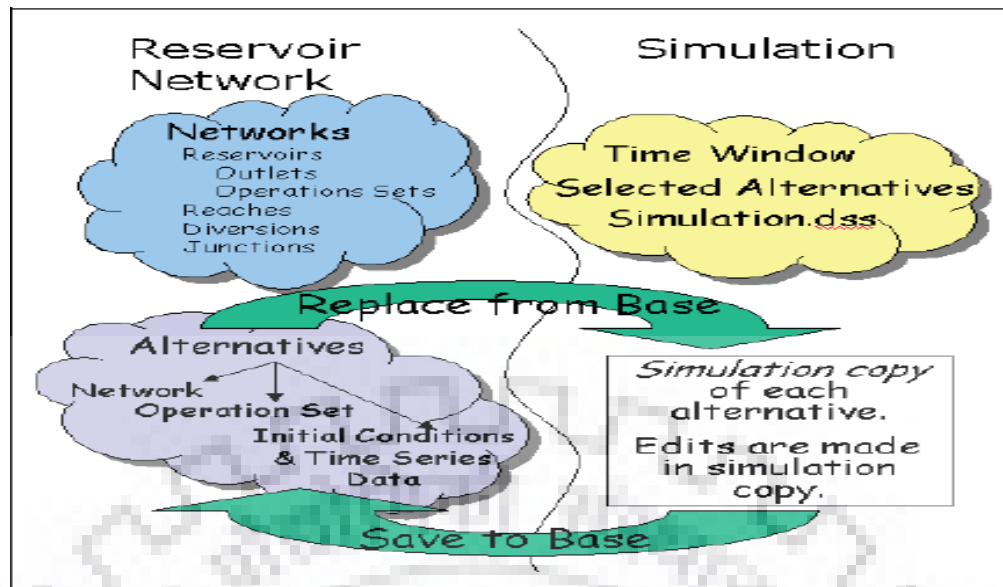 Reservoir
Network
Networks
Reservoirs
Outlets
Operations Sets
Reaches
Diversions
Junctions
Simulation
Time Window
Selected Alternatives
Simulation.dss
Replace from Base
Alternatives
Network
Operation Set
Initial Conditions
& Time Series
Data
Simulation copy
of each
alternative.
Edits are made
in simulation
copy.
Save to Base